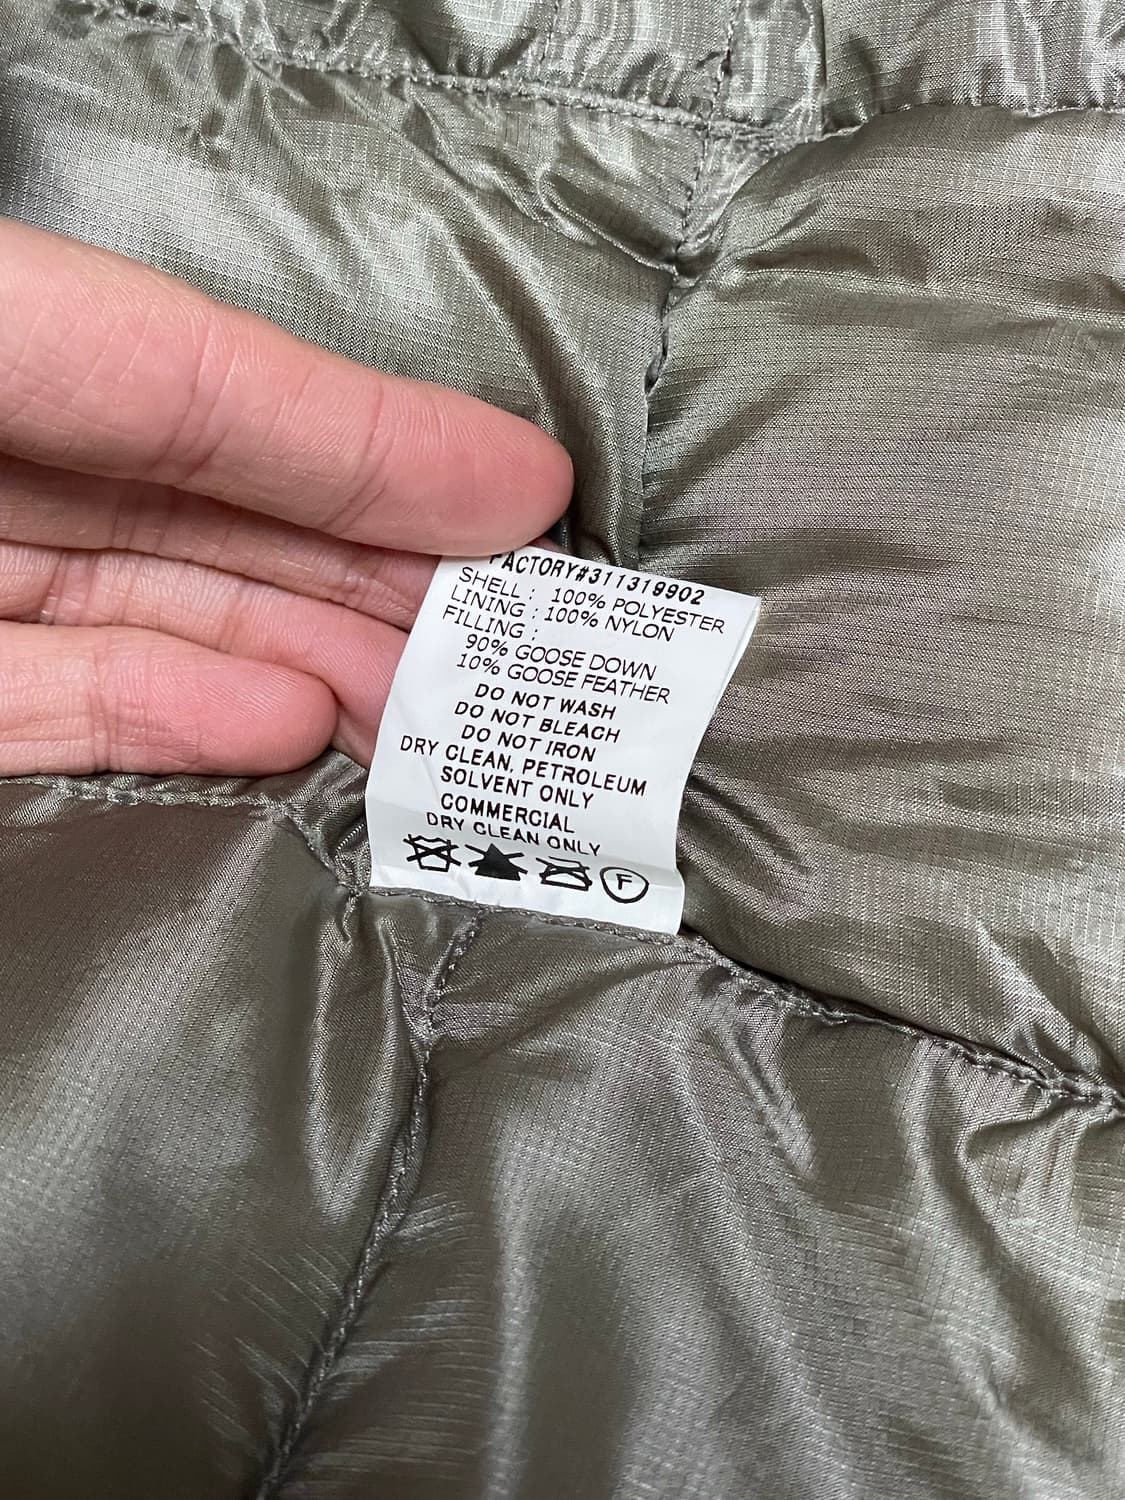 FACTORY#311319902
SHELL : 100% POLYESTER
LINING : 100% NYLON
FILLING :
90% GOOSE DOWN
10% GOOSE FEATHER
DO NOT WASH
DO NOT BLEACH
DO NOT IRON
DRY CLEAN, PETROLEUM
SOLVENT ONLY
COMMERCIAL
DRY CLEAN ONLY
F